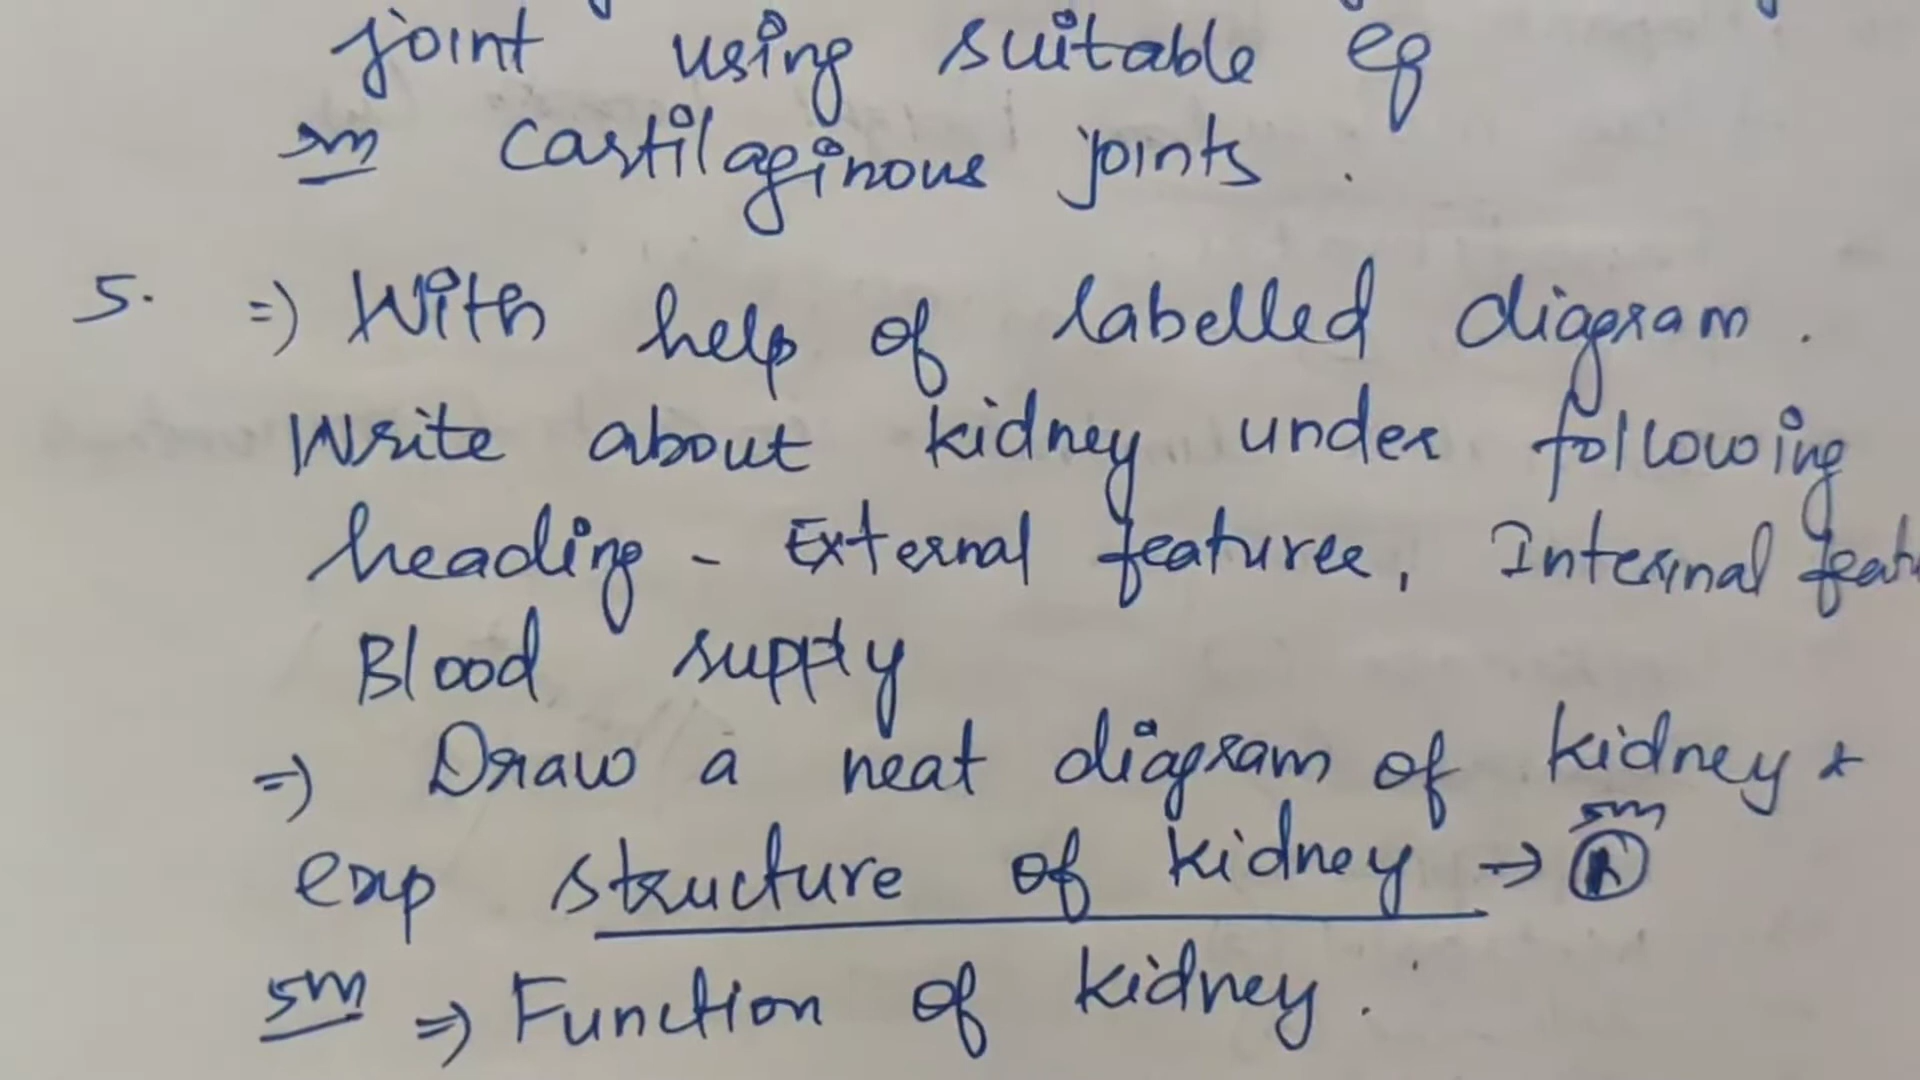 joint using suitable eg
5m Cartilaginous joints.
5. => With help of labelled diagram.
Write about kidney under following
heading - External features, Internal feat
Blood supply
=> Draw a neat diagram of kidney &
5m
exp structure of kidney →
5m => Function of kidney.